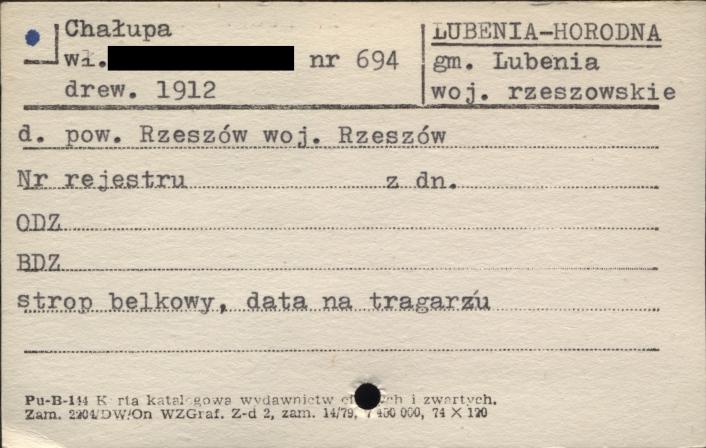 Chałupa
wł. nr 694
drew. 1912
LUBENIA-HORODNA
gm. Lubenia
woj. rzeszowskie
d. pow. Rzeszów woj. Rzeszów
Nr rejestru z dn.
ODZ
BDZ
strop belkowy, data na tragarzu
Pu-B-144 K rta katalogowa wydawnictw ch i zwartych.
Zam. 2204/DW/On WZGraf. Z-d 2, zam. 14/79, 450 000, 74 X 120